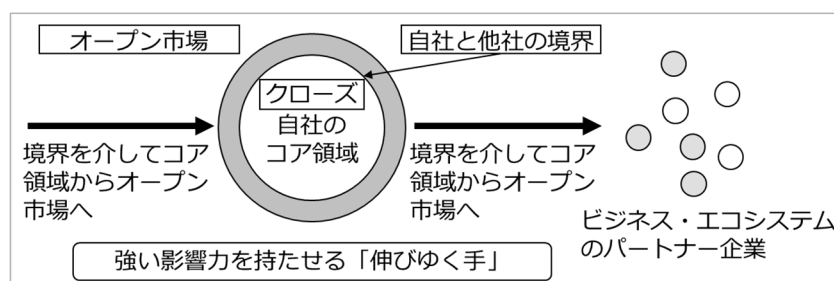 オープン市場
自社と他社の境界
クローズ
自社の
コア領域
境界を介してコア
領域からオープン
市場へ
境界を介してコア
領域からオープン
市場へ
ビジネス・エコシステム
のパートナー企業
強い影響力を持たせる「伸びゆく手」